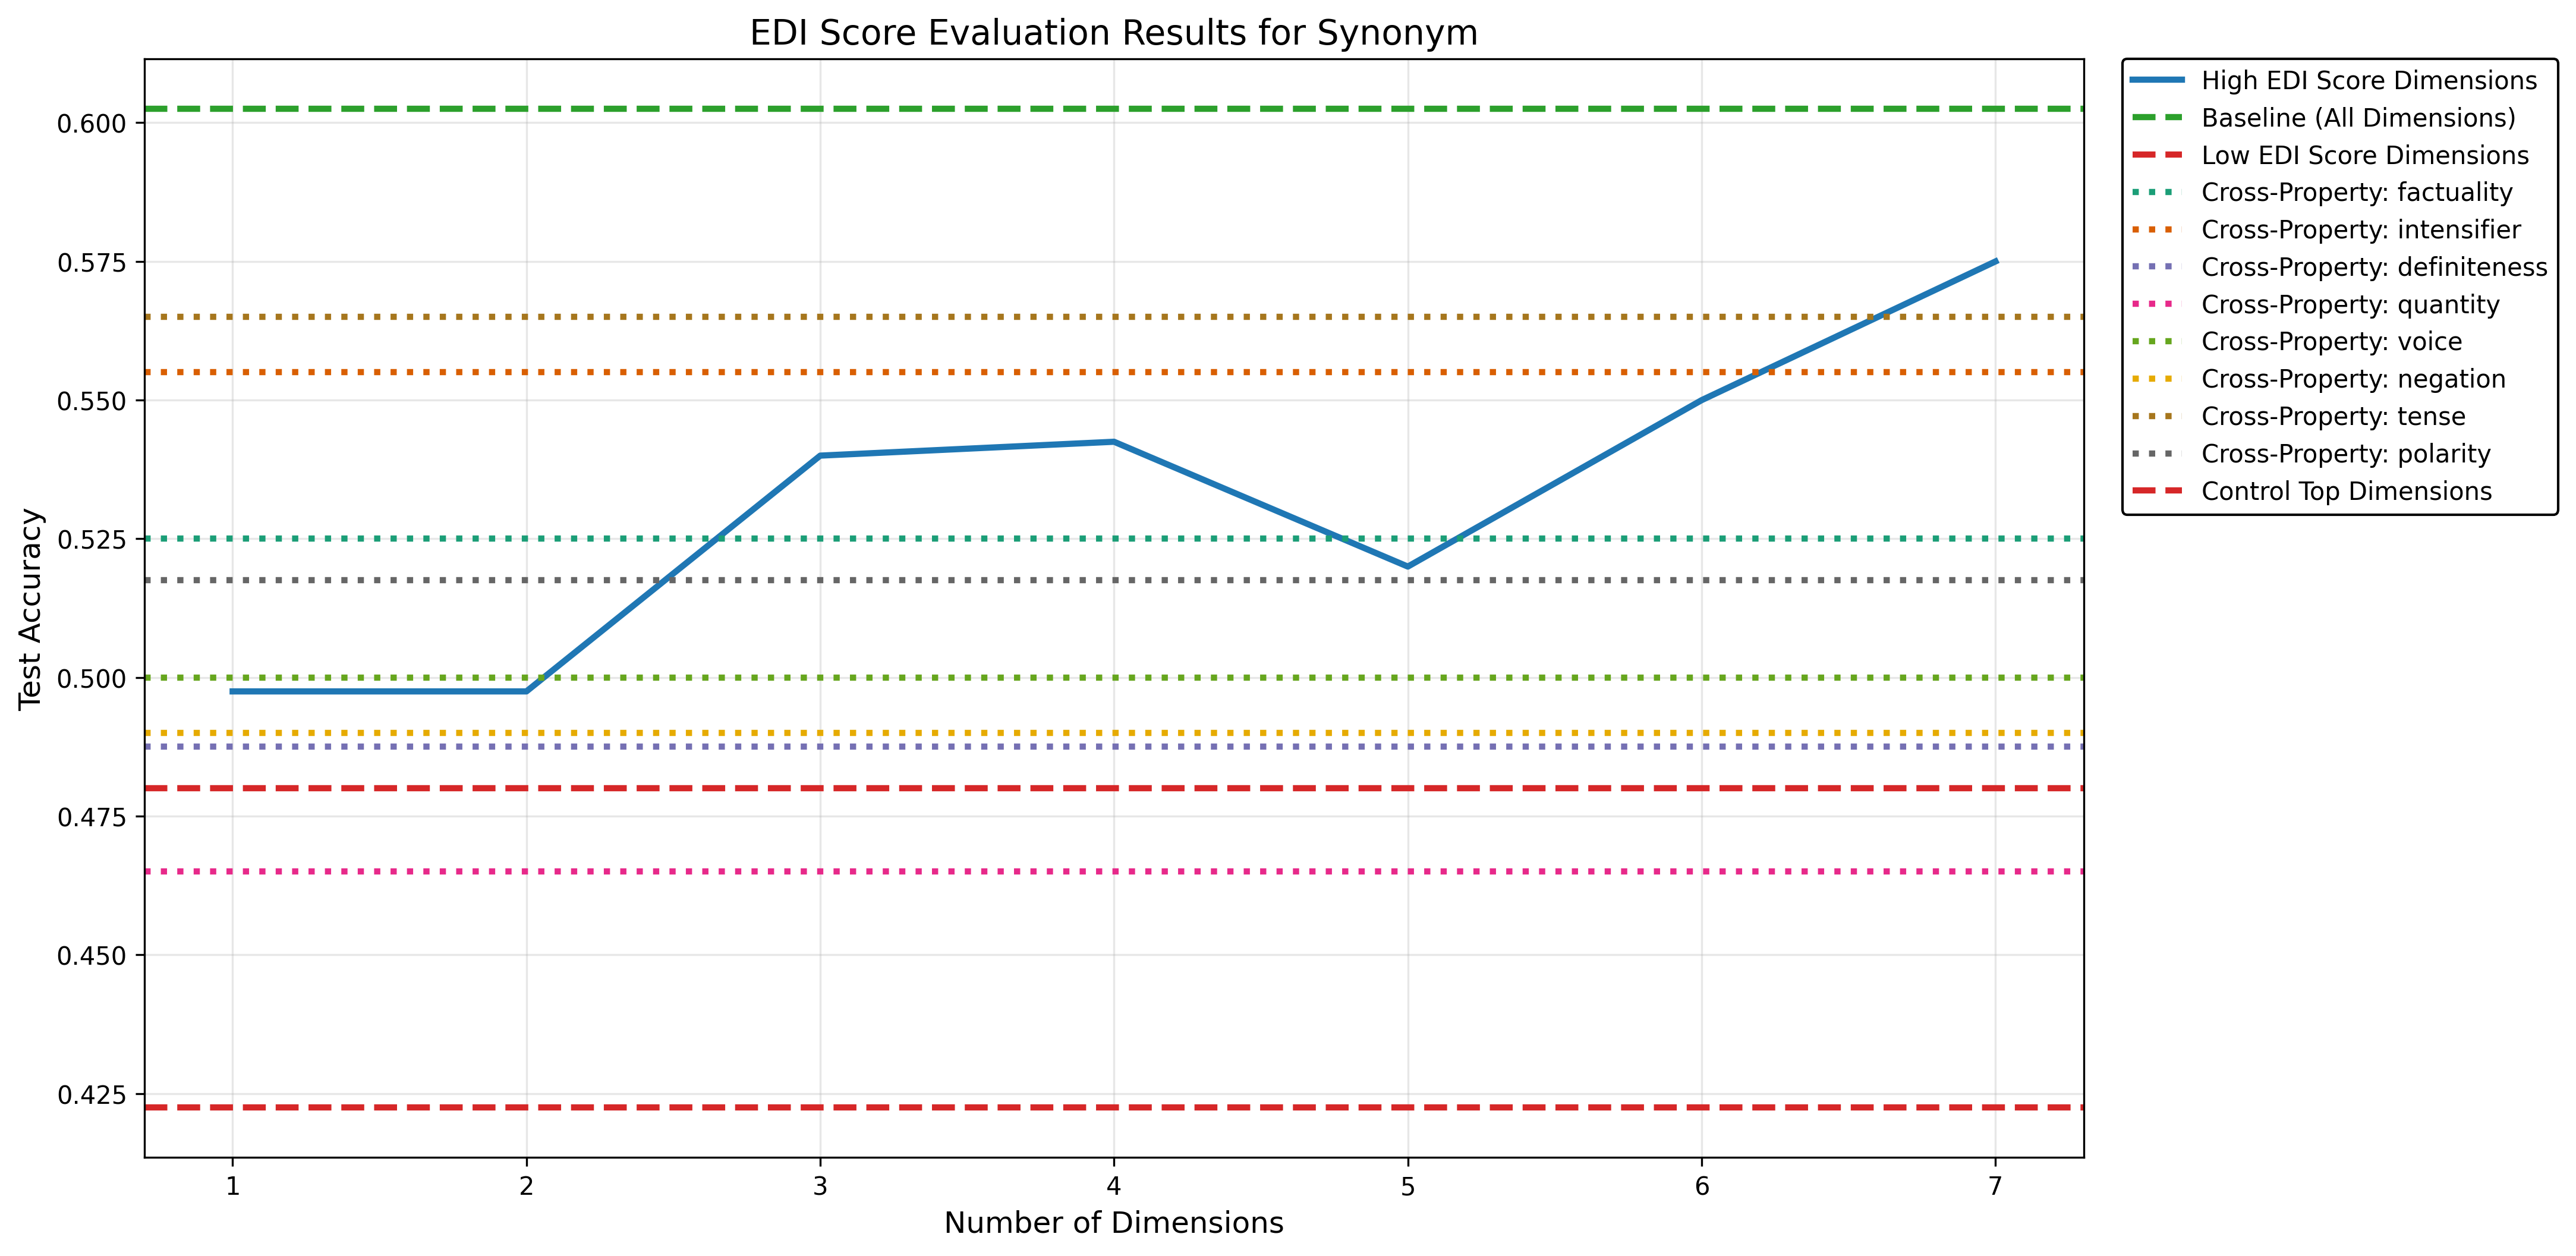 EDI Score Evaluation Results for Synonym
Test Accuracy
0.600
0.575
0.550
0.525
0.500
0.475
0.450
0.425
1 2 3 4 5 6 7
Number of Dimensions
High EDI Score Dimensions
Baseline (All Dimensions)
Low EDI Score Dimensions
Cross-Property: factuality
Cross-Property: intensifier
Cross-Property: definiteness
Cross-Property: quantity
Cross-Property: voice
Cross-Property: negation
Cross-Property: tense
Cross-Property: polarity
Control Top Dimensions